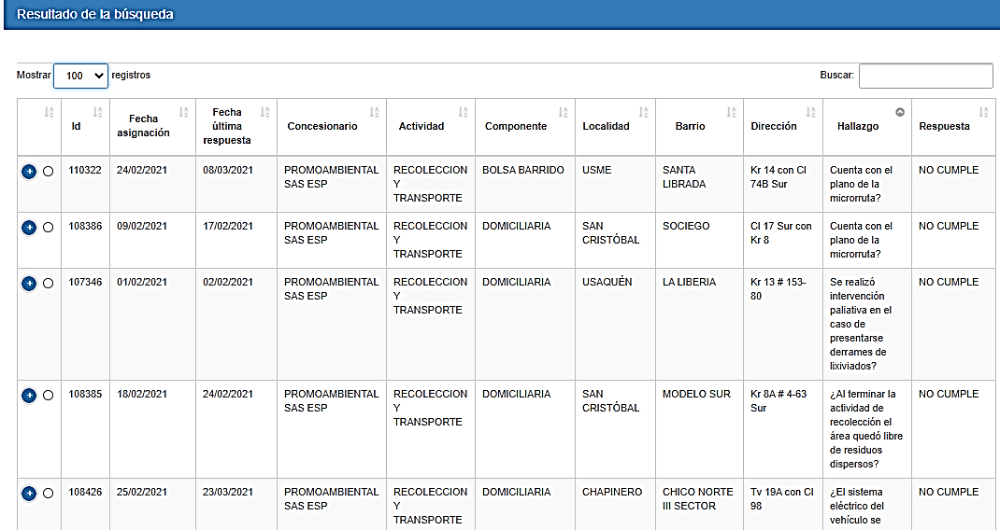 Resultado de la búsqueda
Mostrar 100 registros Buscar:
Id Fecha asignación Fecha última respuesta Concesionario Actividad Componente Localidad Barrio Dirección Hallazgo Respuesta
110322 24/02/2021 08/03/2021 PROMOAMBIENTAL SAS ESP RECOLECCION Y TRANSPORTE BOLSA BARRIDO USME SANTA LIBRADA Kr 14 con Cl 74B Sur Cuenta con el plano de la microrruta? NO CUMPLE
108386 09/02/2021 17/02/2021 PROMOAMBIENTAL SAS ESP RECOLECCION Y TRANSPORTE DOMICILIARIA SAN CRISTÓBAL SOCIEGO Cl 17 Sur con Kr 8 Cuenta con el plano de la microrruta? NO CUMPLE
107346 01/02/2021 02/02/2021 PROMOAMBIENTAL SAS ESP RECOLECCION Y TRANSPORTE DOMICILIARIA USAQUÉN LA LIBERIA Kr 13 # 153-80 Se realizó intervención paliativa en el caso de presentarse derrames de lixiviados? NO CUMPLE
108385 18/02/2021 24/02/2021 PROMOAMBIENTAL SAS ESP RECOLECCION Y TRANSPORTE DOMICILIARIA SAN CRISTÓBAL MODELO SUR Kr 8A # 4-63 Sur ¿Al terminar la actividad de recolección el área quedó libre de residuos dispersos? NO CUMPLE
108426 25/02/2021 23/03/2021 PROMOAMBIENTAL SAS ESP RECOLECCION Y TRANSPORTE DOMICILIARIA CHAPINERO CHICO NORTE III SECTOR Tv 19A con Cl 98 ¿El sistema eléctrico del vehículo se NO CUMPLE